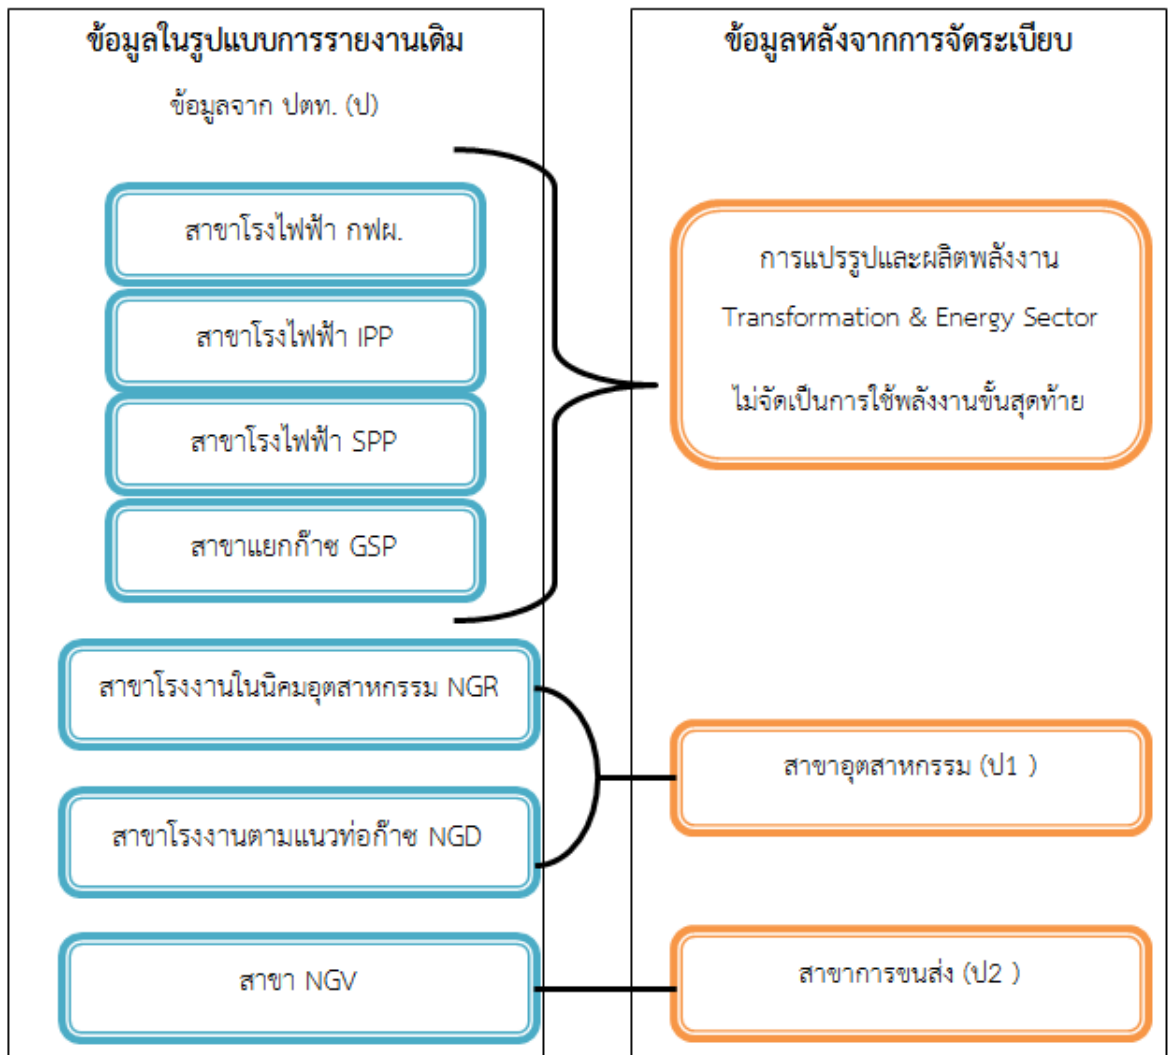 ข้อมูลในรูปแบบการรายงานเดิม
ข้อมูลจาก ปตท. (ป)
สาขาโรงไฟฟ้า กฟผ.
สาขาโรงไฟฟ้า IPP
สาขาโรงไฟฟ้า SPP
สาขาแยกก๊าซ GSP
สาขาโรงงานในนิคมอุตสาหกรรม NGR
สาขาโรงงานตามแนวท่อก๊าซ NGD
สาขา NGV
ข้อมูลหลังจากการจัดระเบียบ
การแปรรูปและผลิตพลังงาน
Transformation & Energy Sector
ไม่จัดเป็นการใช้พลังงานขั้นสุดท้าย
สาขาอุตสาหกรรม (ป1 )
สาขาการขนส่ง (ป2 )